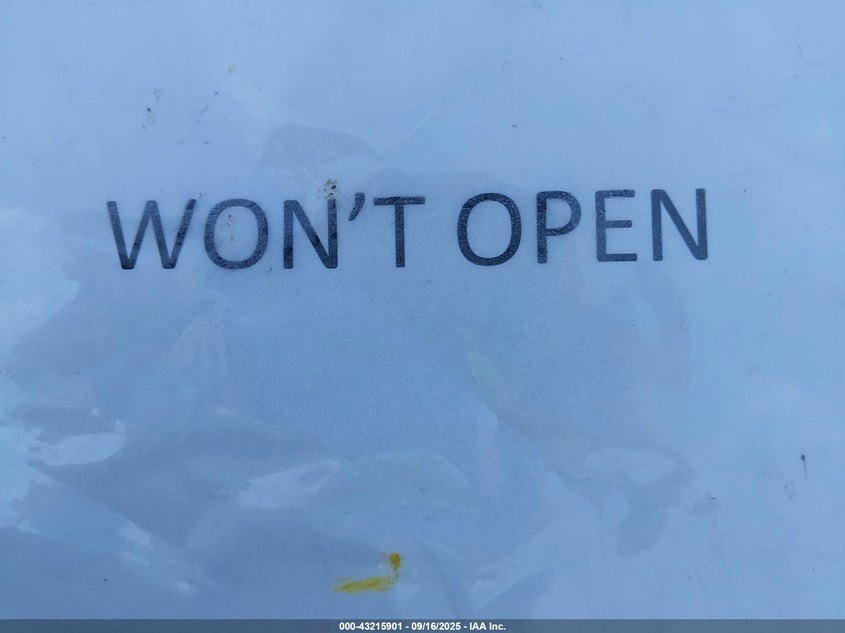 WON’T OPEN
000-43215901 - 09/16/2025 - IAA Inc.